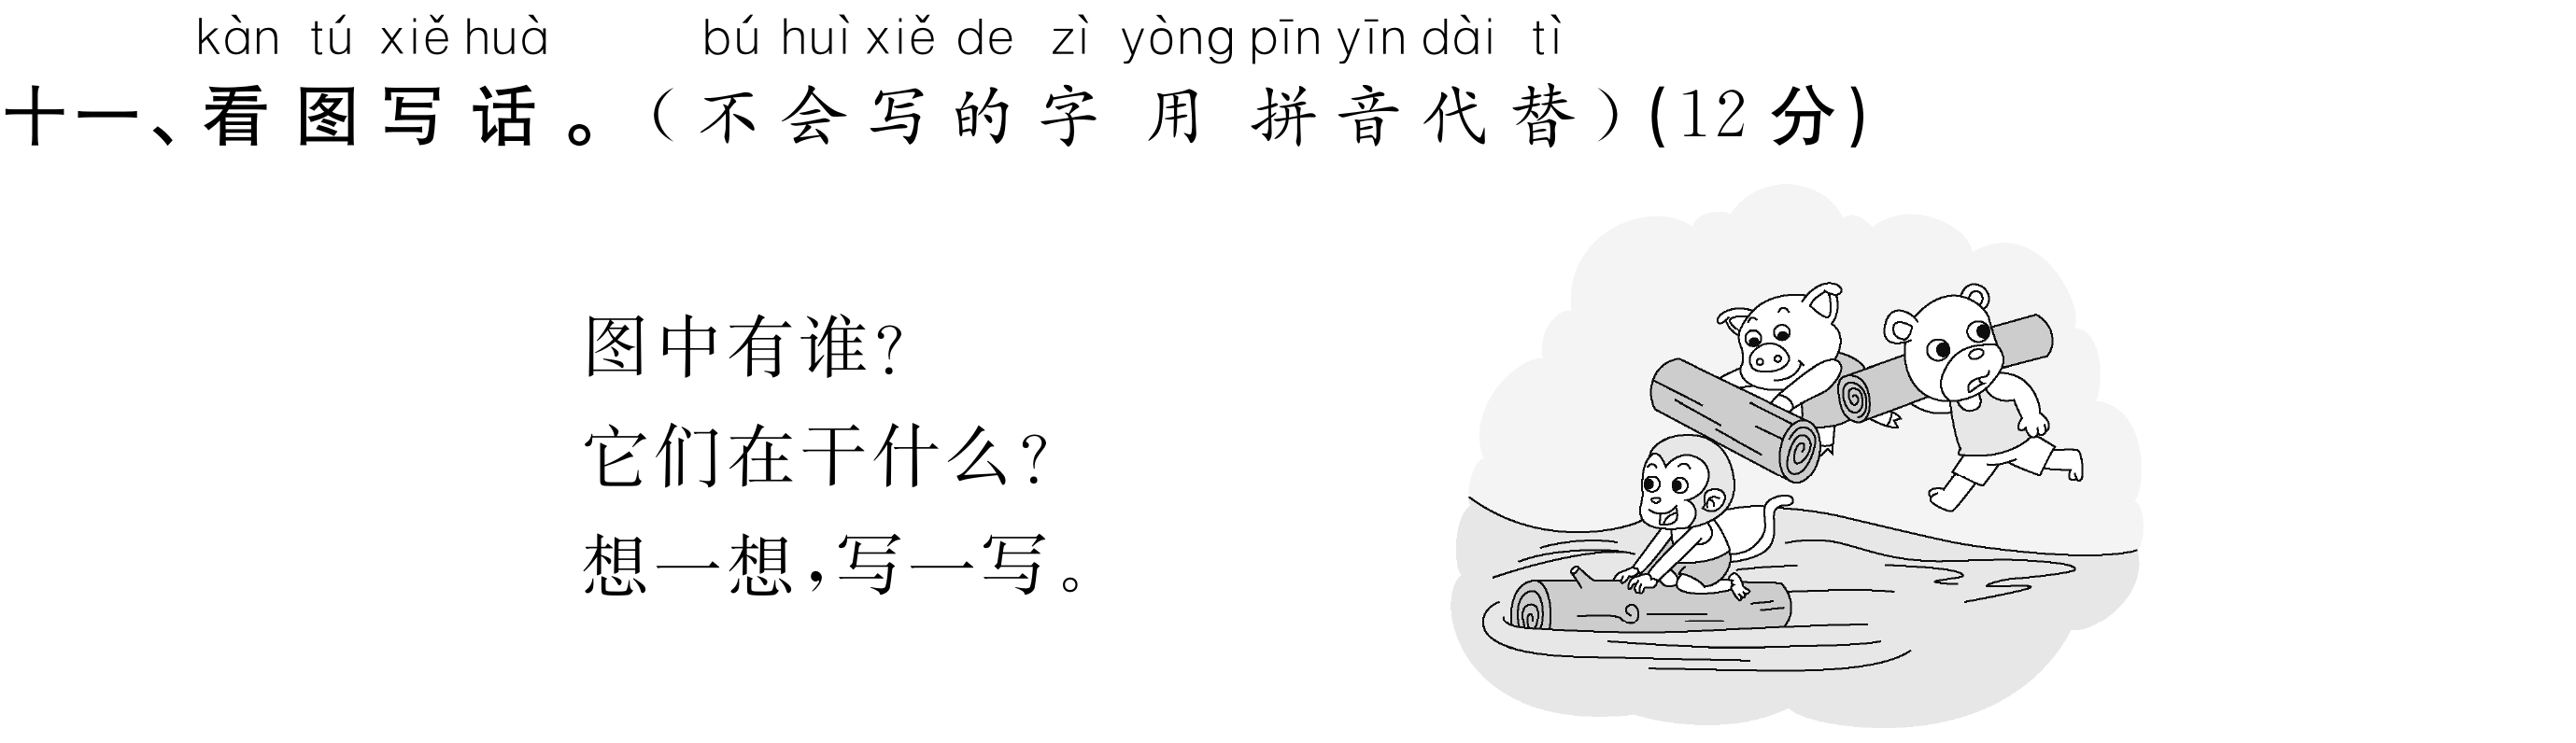 kàn tú xiě huà bú huì xiě de zì yòng pīn yīn dài tì
十一、看图写话。(不会写的字用拼音代替)(12分)
图中有谁?
它们在干什么?
想一想,写一写。